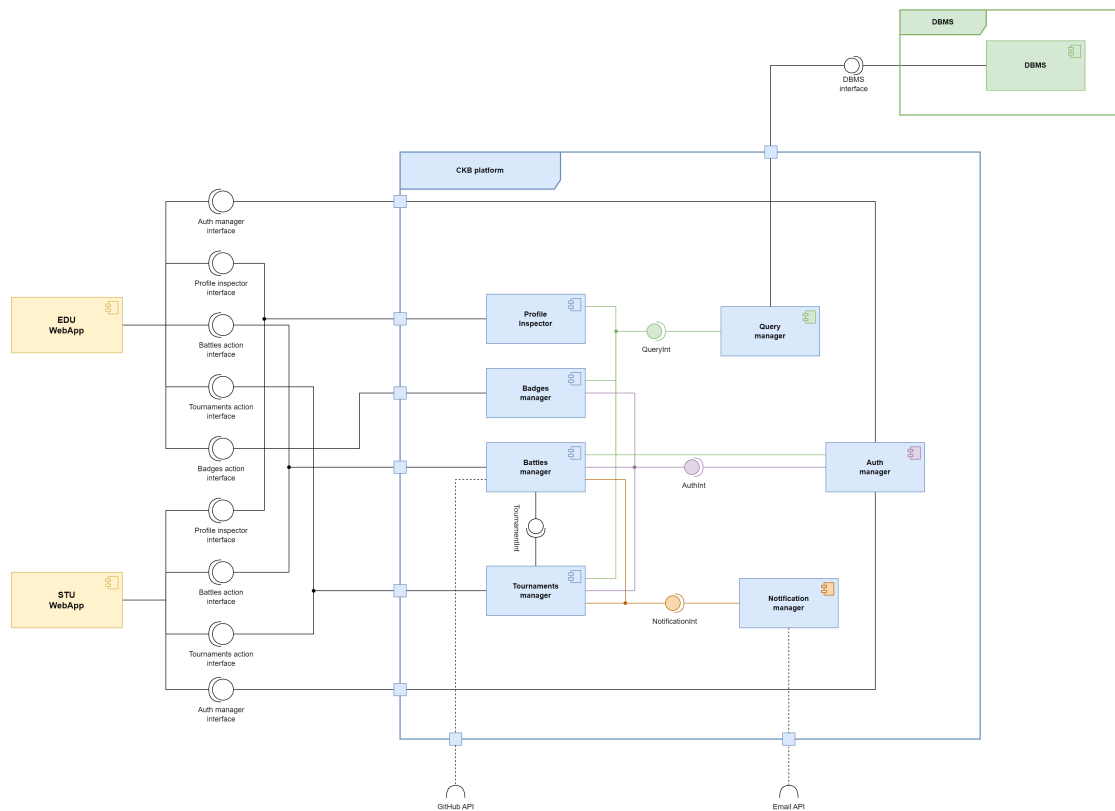 DBMS
DBMS
DBMS
interface
CKB platform
Auth manager
interface
Profile inspector
interface
EDU
WebApp
Battles action
interface
Tournaments action
interface
Badges action
interface
Profile inspector
interface
STU
WebApp
Battles action
interface
Tournaments action
interface
Auth manager
interface
Profile
Inspector
Query
manager
QueryInt
Badges
manager
Battles
manager
Auth
manager
AuthInt
TournamentInt
Tournaments
manager
Notification
manager
NotificationInt
GitHub API
Email API